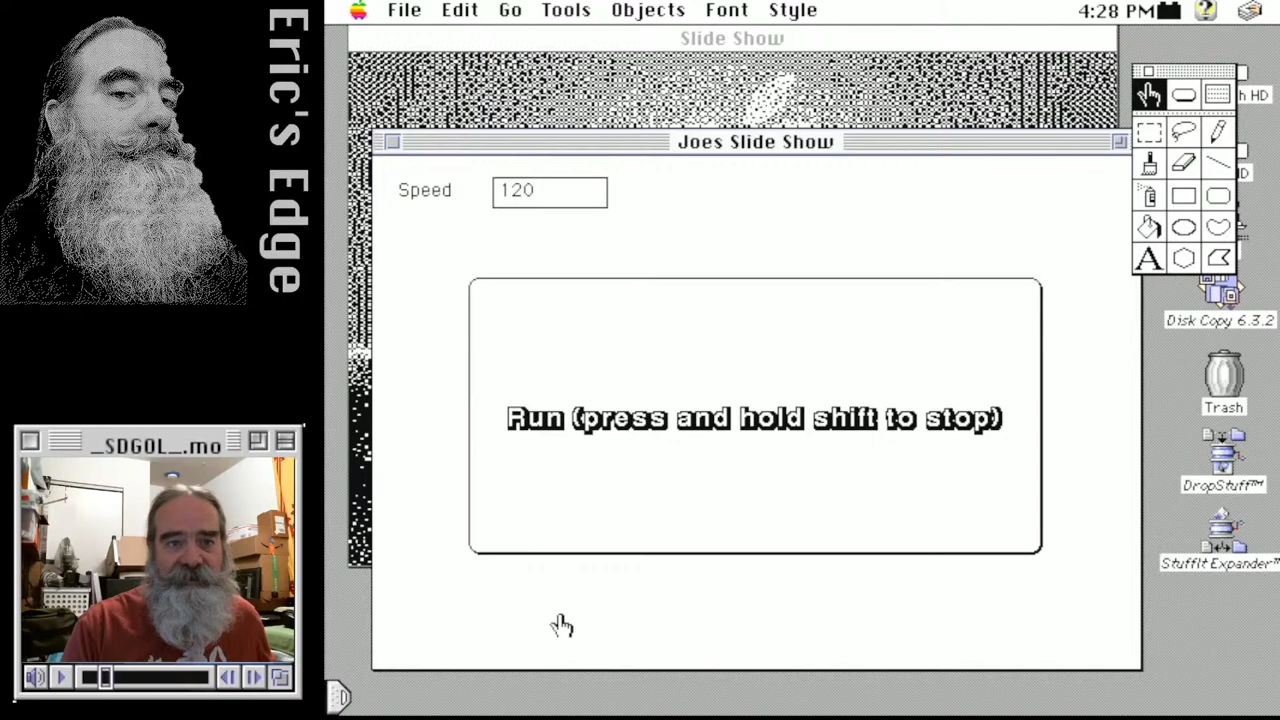 Eric's Edge
File Edit Go Tools Objects Font Style
4:28 PM
Slide Show
Joes Slide Show
h HD
Speed
120
D
Disk Copy 6.3.2
Run (press and hold shift to stop)
Trash
_SDGOL_.mo
DropStuff™
StuffIt Expander™